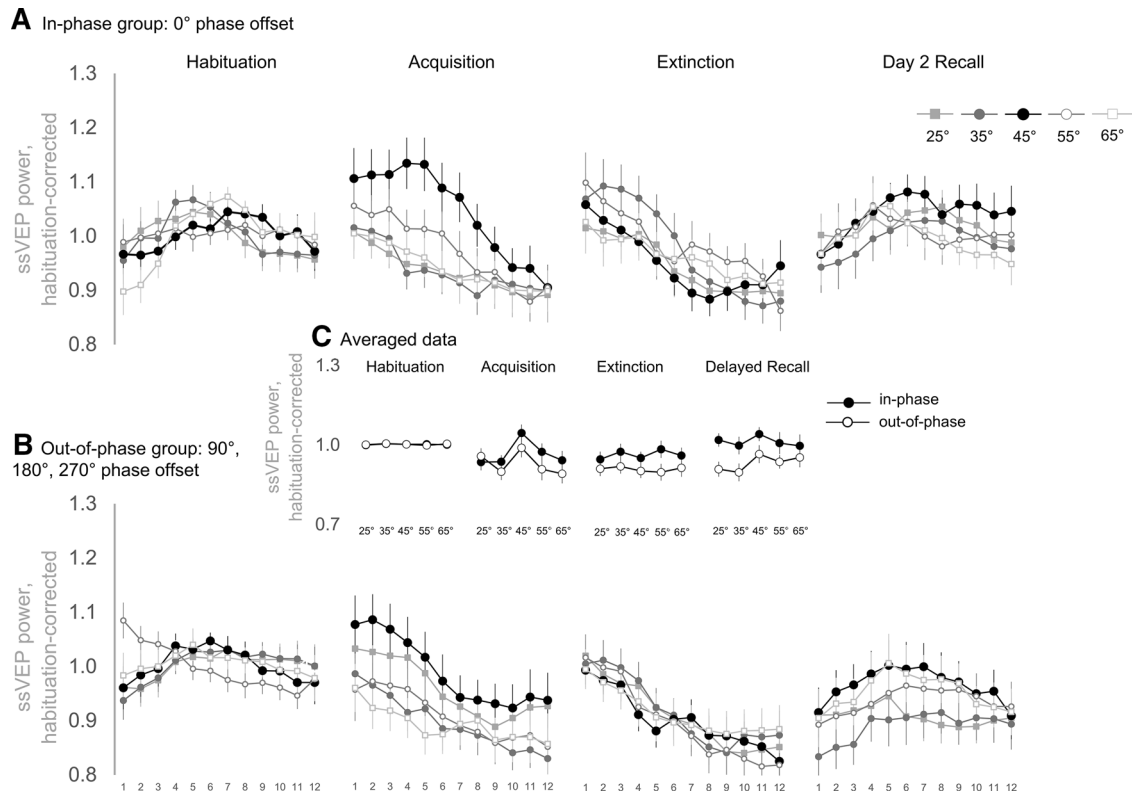 A In-phase group: 0° phase offset
Habituation Acquisition Extinction Day 2 Recall
1.3
1.2
1.1
1.0
0.9
0.8
ssVEP power,
habituation-corrected
25° 35° 45° 55° 65°
C Averaged data
Habituation Acquisition Extinction Delayed Recall
1.3
1.0
0.7
ssVEP power,
habituation-corrected
in-phase
out-of-phase
25° 35° 45° 55° 65° 25° 35° 45° 55° 65° 25° 35° 45° 55° 65° 25° 35° 45° 55° 65°
B Out-of-phase group: 90°,
180°, 270° phase offset
1.3
1.2
1.1
1.0
0.9
0.8
ssVEP power,
habituation-corrected
1 2 3 4 5 6 7 8 9 10 11 12 1 2 3 4 5 6 7 8 9 10 11 12 1 2 3 4 5 6 7 8 9 10 11 12 1 2 3 4 5 6 7 8 9 10 11 12